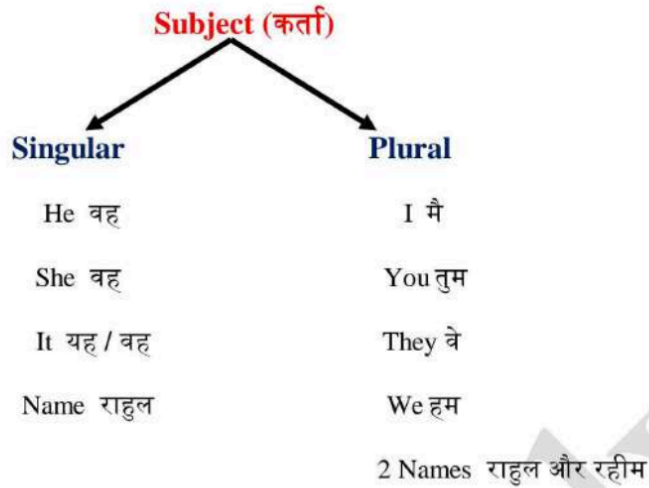 Subject (कर्ता)
Singular Plural
He वह I मै
She वह You तुम
It यह / वह They वे
Name राहुल We हम
2 Names राहुल और रहीम